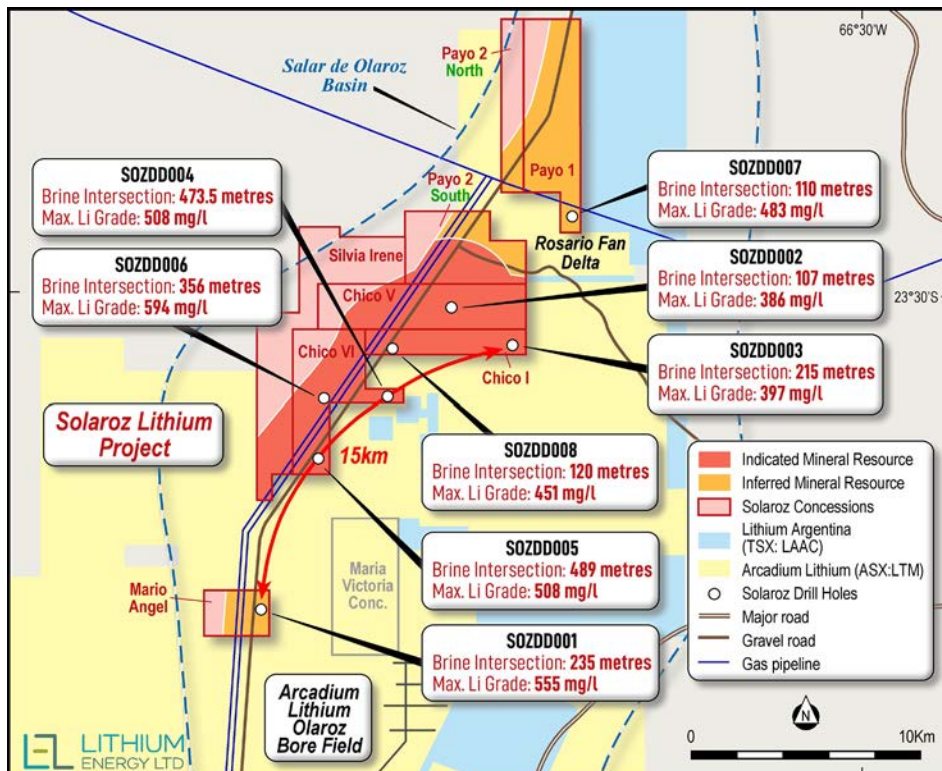 66°30'W
Payo 2
North
Salar de Olaroz
Basin
SOZDD004
Brine Intersection: 473.5 metres
Max. Li Grade: 508 mg/l
Payo 2
South
Payo 1
SOZDD007
Brine Intersection: 110 metres
Max. Li Grade: 483 mg/l
Rosario Fan
Delta
SOZDD006
Brine Intersection: 356 metres
Max. Li Grade: 594 mg/l
Silvia Irene
SOZDD002
Brine Intersection: 107 metres
Max. Li Grade: 386 mg/l
23°30'S
Chico V
Chico VI
Chico I
SOZDD003
Brine Intersection: 215 metres
Max. Li Grade: 397 mg/l
Solaroz Lithium
Project
15km
SOZDD008
Brine Intersection: 120 metres
Max. Li Grade: 451 mg/l
SOZDD005
Brine Intersection: 489 metres
Max. Li Grade: 508 mg/l
Maria
Victoria
Conc.
Mario
Angel
SOZDD001
Brine Intersection: 235 metres
Max. Li Grade: 555 mg/l
Arcadium
Lithium
Olaroz
Bore Field
Indicated Mineral Resource
Inferred Mineral Resource
Solaroz Concessions
Lithium Argentina
(TSX: LAAC)
Arcadium Lithium (ASX:LTM)
Solaroz Drill Holes
Major road
Gravel road
Gas pipeline
N
0 10Km
LITHIUM
ENERGY LTD